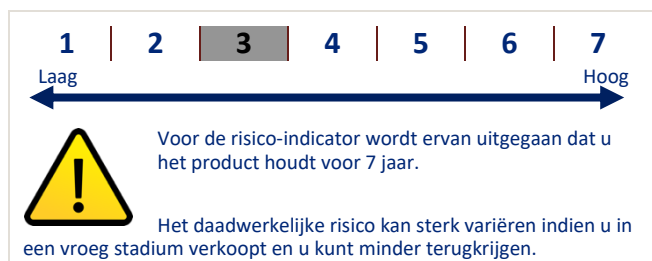 1 2 3 4 5 6 7
Laag Hoog
Voor de risico-indicator wordt ervan uitgegaan dat u
het product houdt voor 7 jaar.
Het daadwerkelijke risico kan sterk variëren indien u in
een vroeg stadium verkoopt en u kunt minder terugkrijgen.